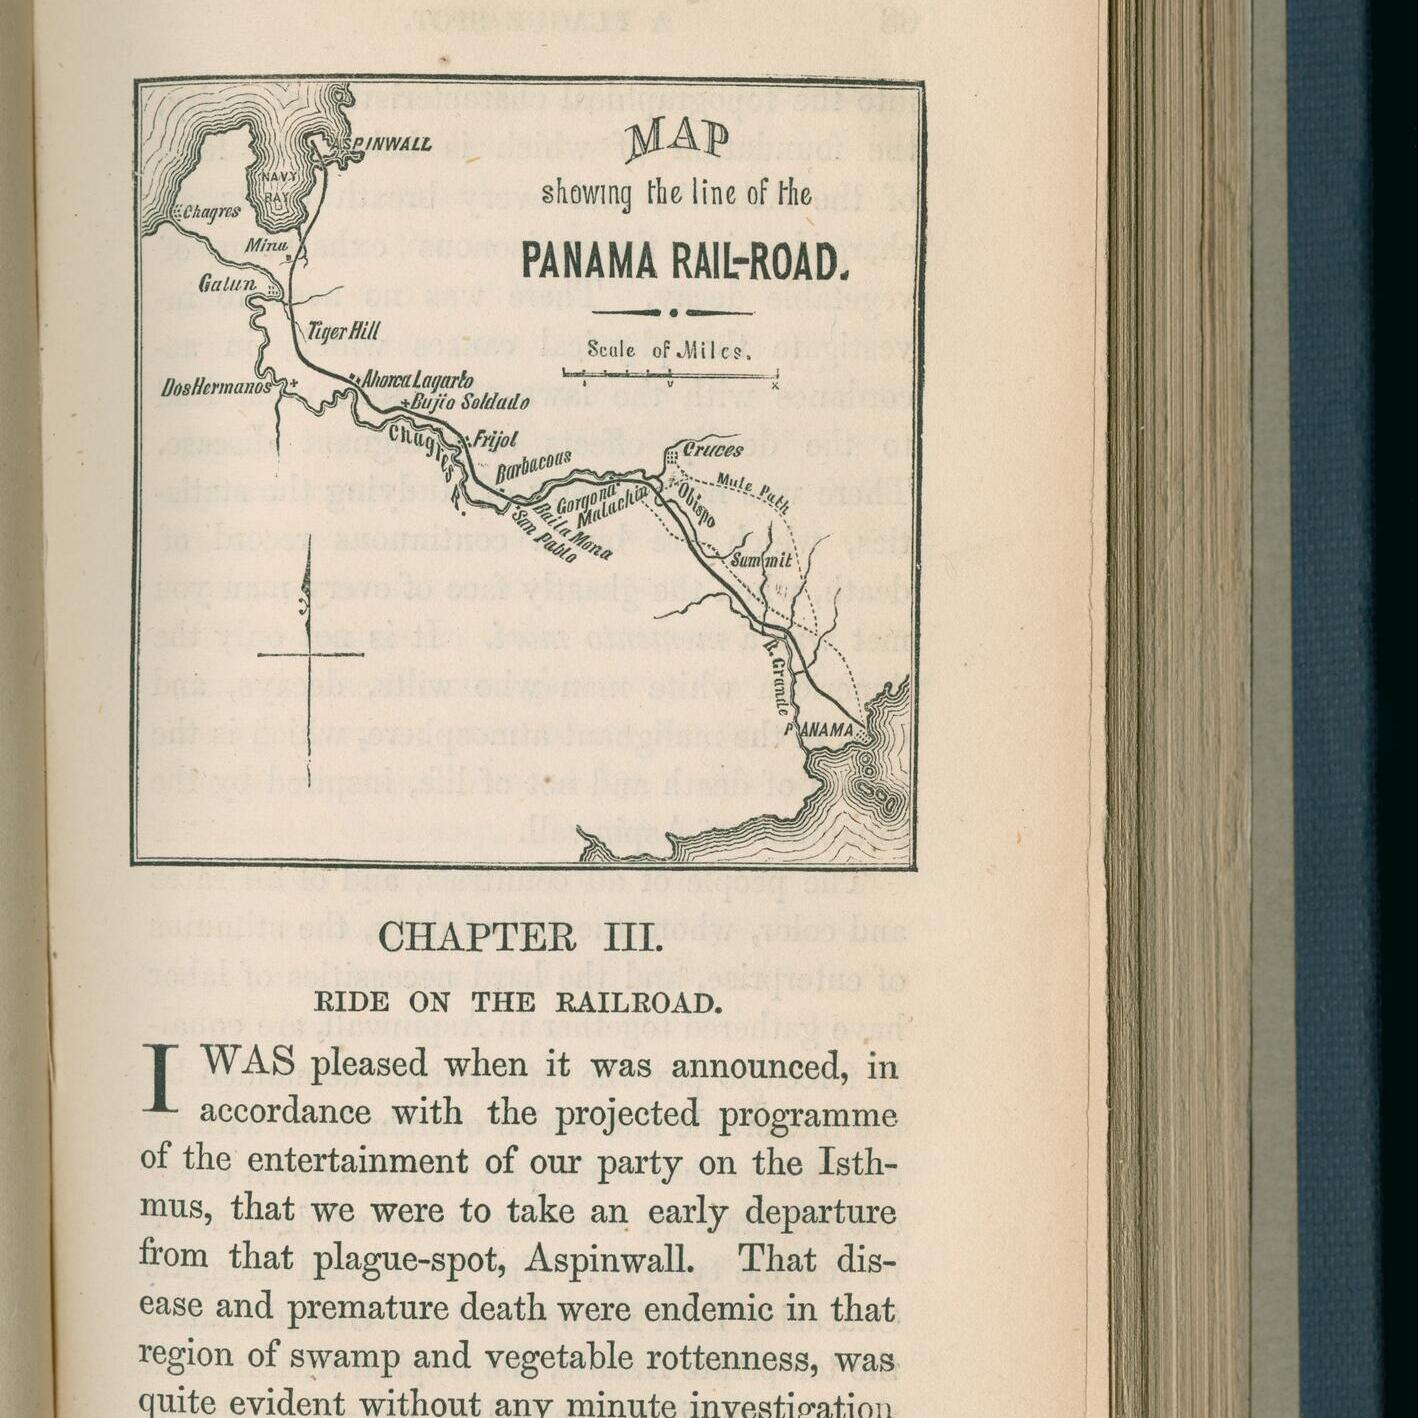 MAP
showing the line of the
PANAMA RAIL-ROAD.
Scale of Miles.
V
X
ASPINWALL
NAVY
BAY
Chagres
Mina
Gatun
Tiger Hill
Dos Hermanos
Ahorca Lagarto
Bujio Soldado
Chagres R.
Frijol
Barbacoas
Cruces
Mule Path
Gorgona
Matachin
Obispo
Baila Mona
San Pablo
Summit
R. Grande
PANAMA
CHAPTER III.
RIDE ON THE RAILROAD.
I WAS pleased when it was announced, in
accordance with the projected programme
of the entertainment of our party on the Isth-
mus, that we were to take an early departure
from that plague-spot, Aspinwall. That dis-
ease and premature death were endemic in that
region of swamp and vegetable rottenness, was
quite evident without any minute investigation